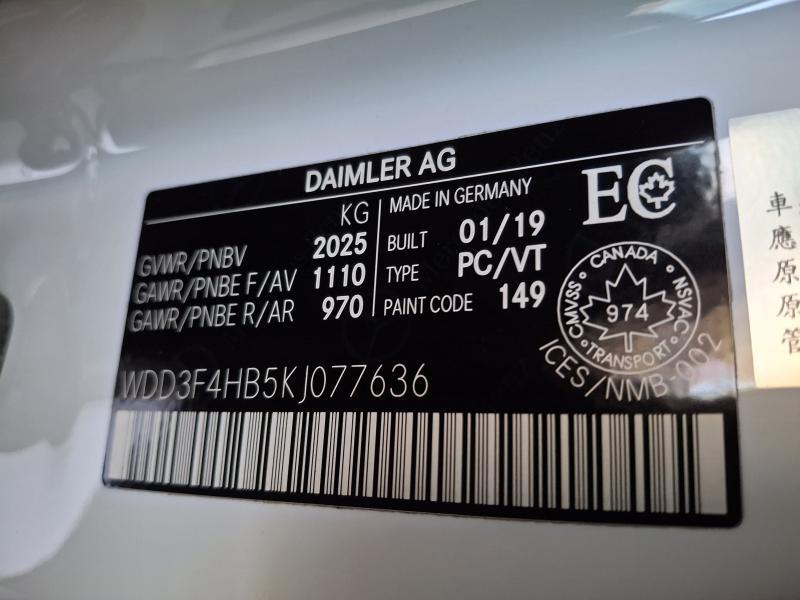 DAIMLER AG
KG
GVWR/PNBV 2025
GAWR/PNBE F/AV 1110
GAWR/PNBE R/AR 970
MADE IN GERMANY
BUILT 01/19
TYPE PC/VT
PAINT CODE 149
EC
CANADA
CMVSS 974 NSVAC
TRANSPORT
ICES/NMB-002
WDD3F4HB5KJ077636
車
應
原
原
管